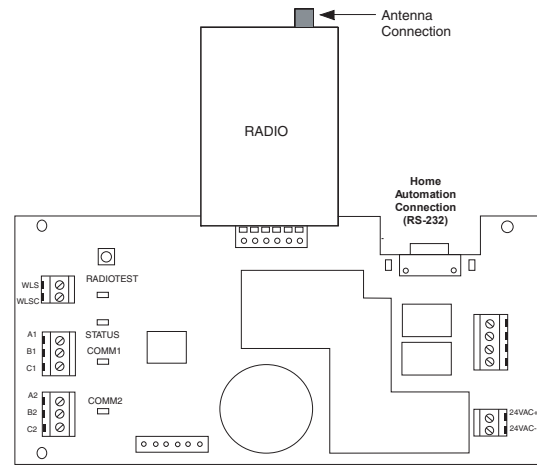 Antenna
Connection
RADIO
Home
Automation
Connection
(RS-232)
RADIOTEST
WLS
WLSC
STATUS
A1
B1
COMM1
C1
A2
B2
COMM2
C2
24VAC+
24VAC-